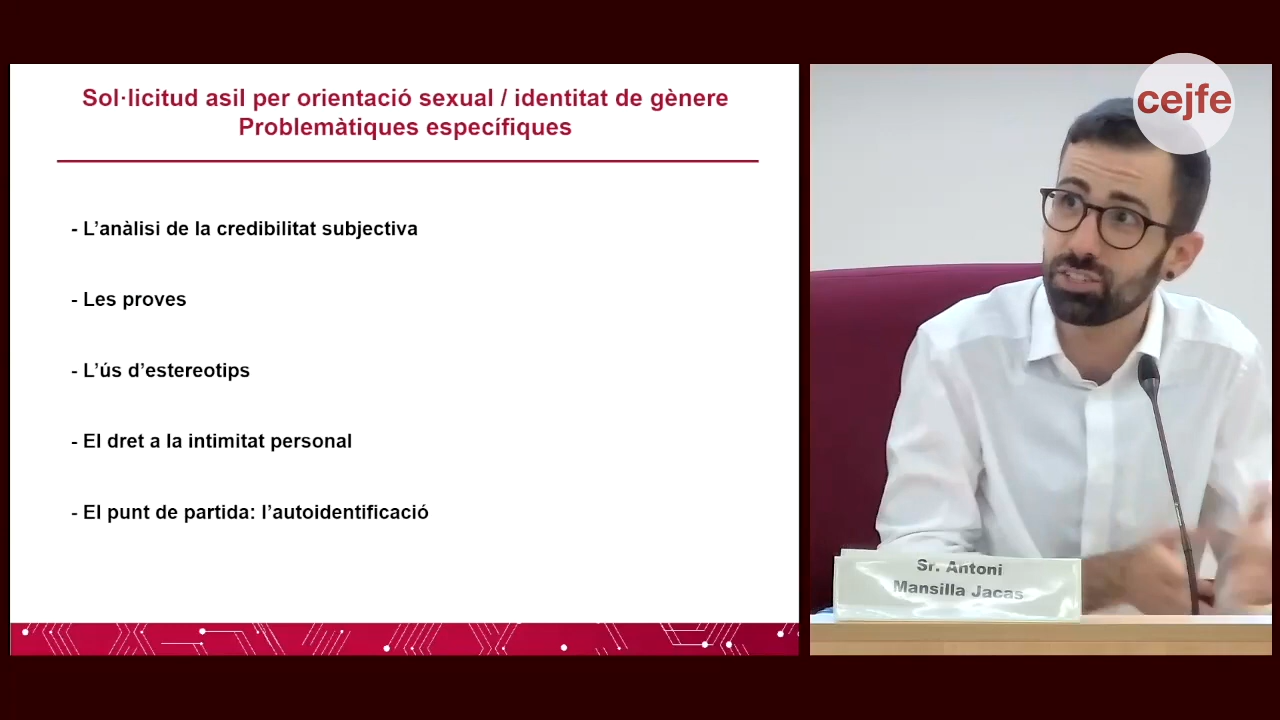 Sol·licitud asil per orientació sexual / identitat de gènere
Problemàtiques específiques
- L'anàlisi de la credibilitat subjectiva
- Les proves
- L'ús d'estereotips
- El dret a la intimitat personal
- El punt de partida: l'autoidentificació
cejfe
Sr. Antoni
Mansilla Jacas